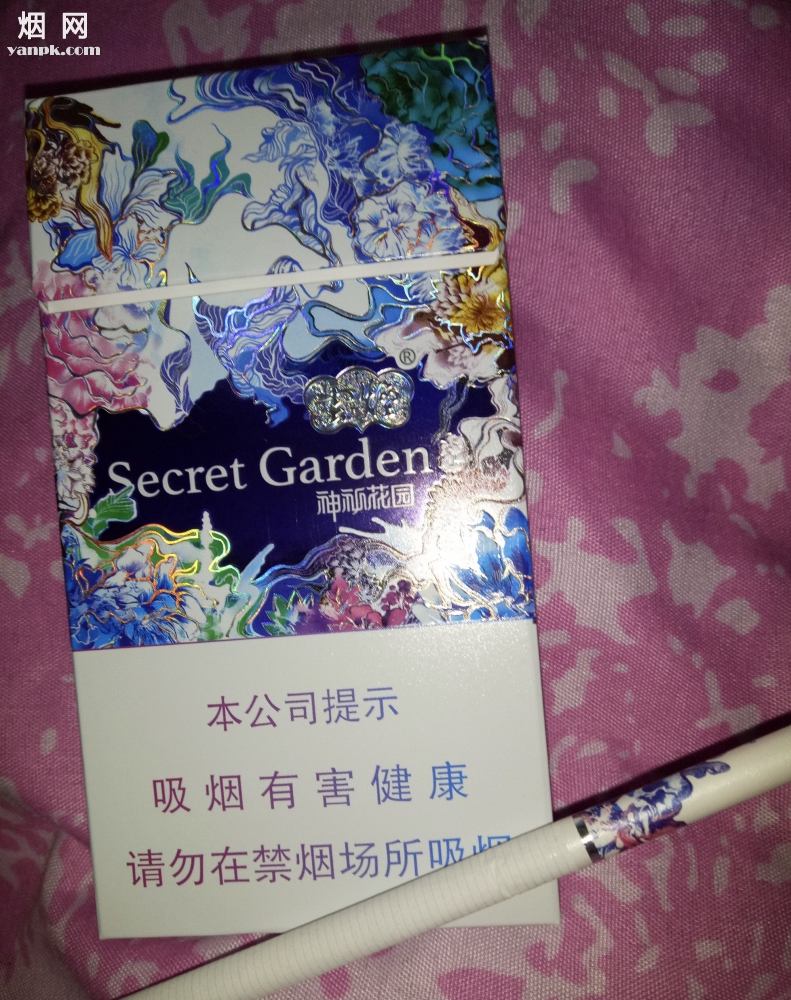 烟 网
yanpk.com
®
Secret Garden
神秘花园
本公司提示
吸烟有害健康
请勿在禁烟场所吸烟